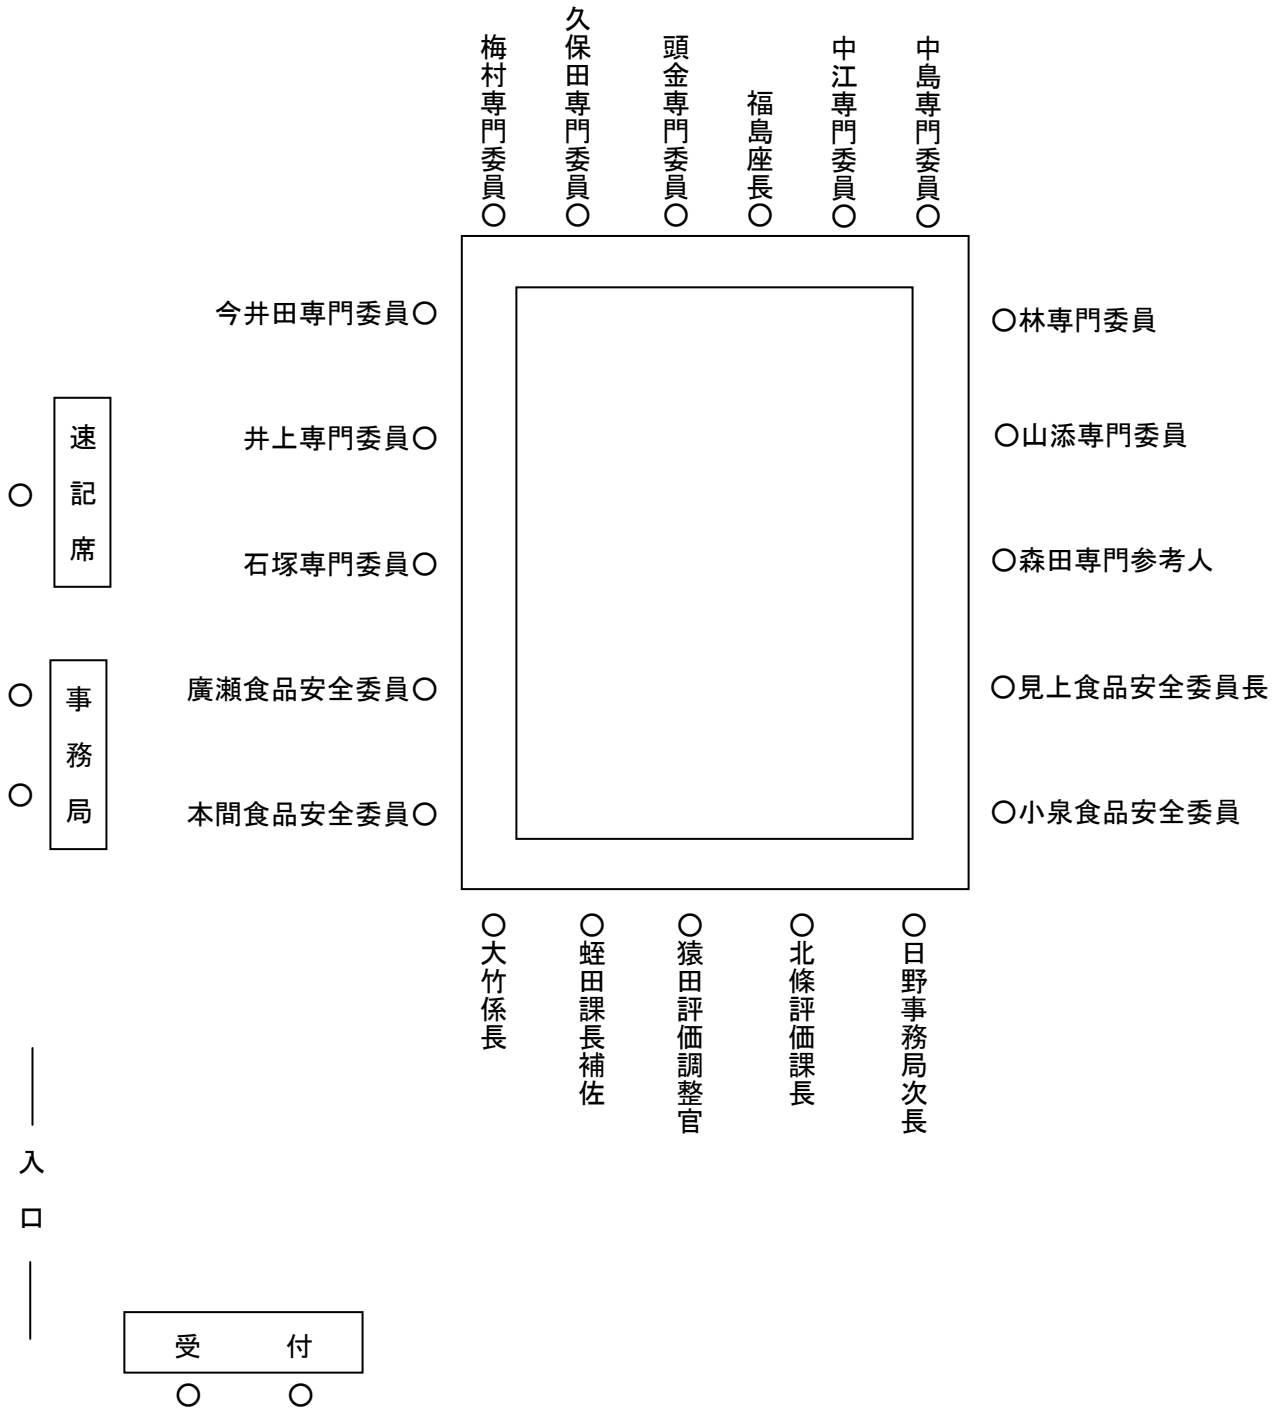 梅村専門委員○
久保田専門委員○
頭金専門委員○
福島座長○
中江専門委員○
中島専門委員○
今井田専門委員○
井上専門委員○
石塚専門委員○
廣瀬食品安全委員○
本間食品安全委員○
○林専門委員
○山添専門委員
○森田専門参考人
○見上食品安全委員長
○小泉食品安全委員
速記席
○
事務局
○
○
○大竹係長
○蛭田課長補佐
○猿田評価調整官
○北條評価課長
○日野事務局次長
入口
受 付
○ ○